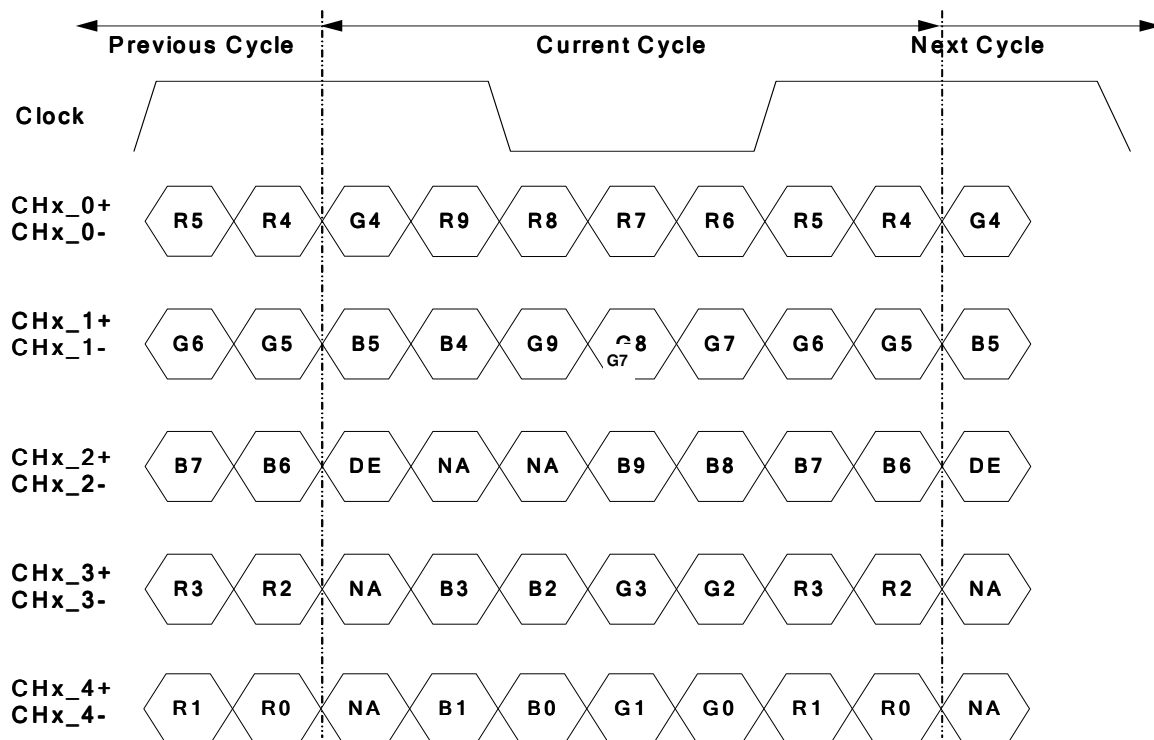 Previous Cycle Current Cycle Next Cycle
Clock
CHx_0+
CHx_0-
R5 R4 G4 R9 R8 R7 R6 R5 R4 G4
CHx_1+
CHx_1-
G6 G5 B5 B4 G9 G8 G7 G6 G5 B5
G7
CHx_2+
CHx_2-
B7 B6 DE NA NA B9 B8 B7 B6 DE
CHx_3+
CHx_3-
R3 R2 NA B3 B2 G3 G2 R3 R2 NA
CHx_4+
CHx_4-
R1 R0 NA B1 B0 G1 G0 R1 R0 NA